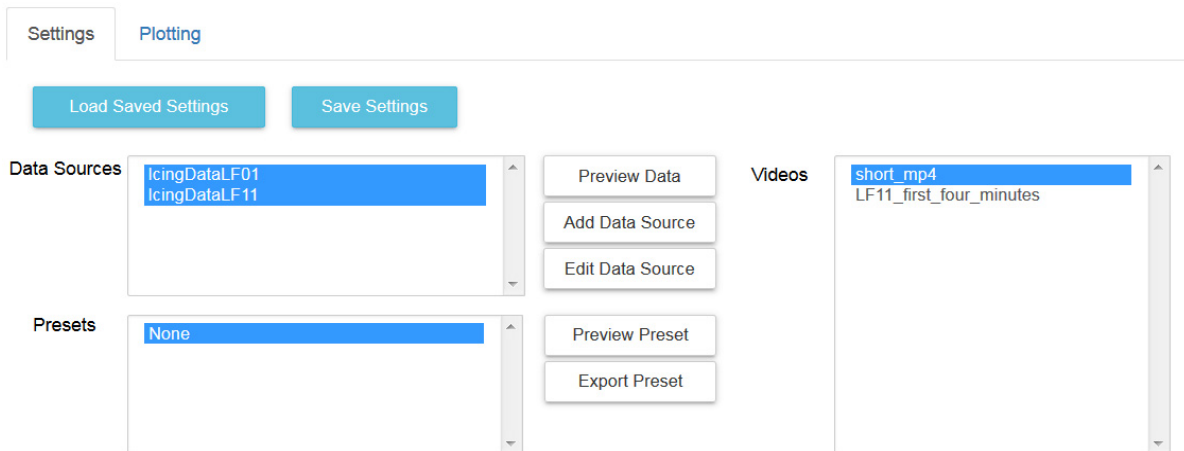 Settings Plotting
Load Saved Settings Save Settings
Data Sources IcingDataLF01 Preview Data Videos short_mp4
IcingDataLF11 LF11_first_four_minutes
Add Data Source
Edit Data Source
Presets None Preview Preset
Export Preset